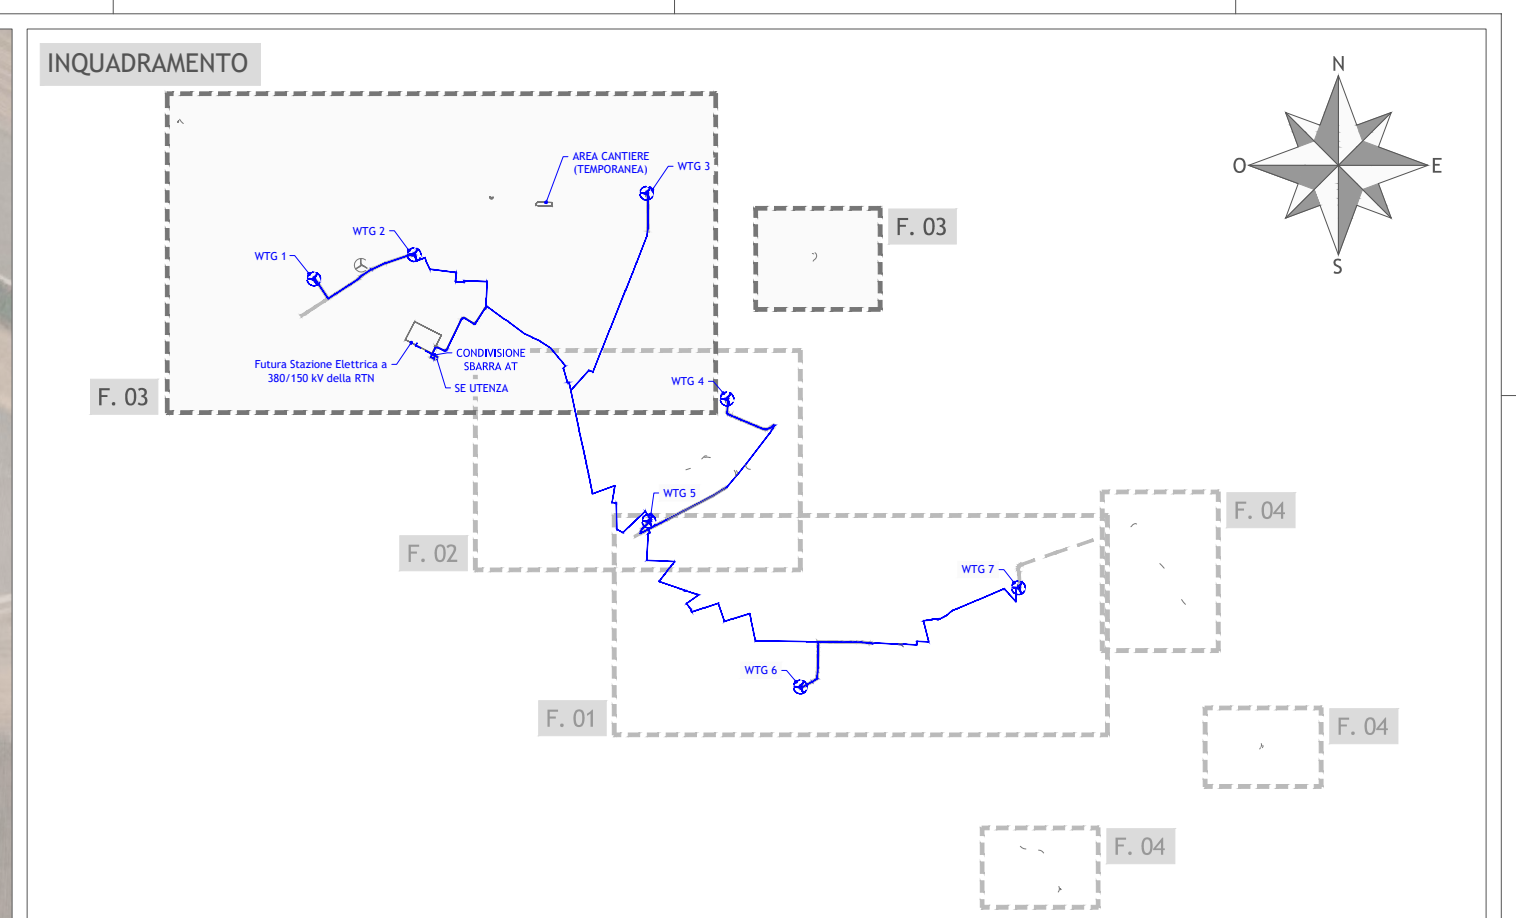 INQUADRAMENTO
N
O
E
S
AREA CANTIERE
(TEMPORANEA)
WTG 3
WTG 2
WTG 1
F. 03
CONDIVISIONE
SBARRA AT
Futura Stazione Elettrica a
380/150 kV della RTN
SE UTENZA
WTG 4
F. 03
WTG 5
F. 04
F. 02
WTG 7
WTG 6
F. 01
F. 04
F. 04